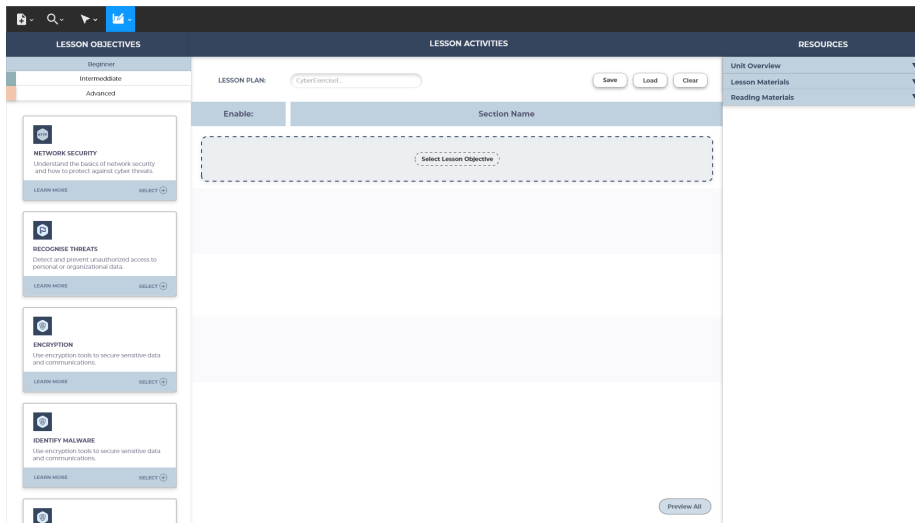 LESSON OBJECTIVES
Beginner
Intermeddiate
Advanced
HTTP
NETWORK SECURITY
Understand the basics of network security
and how to protect against cyber threats.
LEARN MORE SELECT
RECOGNISE THREATS
Detect and prevent unauthorized access to
personal or organizational data.
LEARN MORE SELECT
ENCRYPTION
Use encryption tools to secure sensitive data
and communications.
LEARN MORE SELECT
IDENTIFY MALWARE
Use encryption tools to secure sensitive data
and communications.
LEARN MORE SELECT
LESSON ACTIVITIES
LESSON PLAN: CyberExercise1... Save Load Clear
Enable: Section Name
Select Lesson Objective
Preview All
RESOURCES
Unit Overview
Lesson Materials
Reading Materials